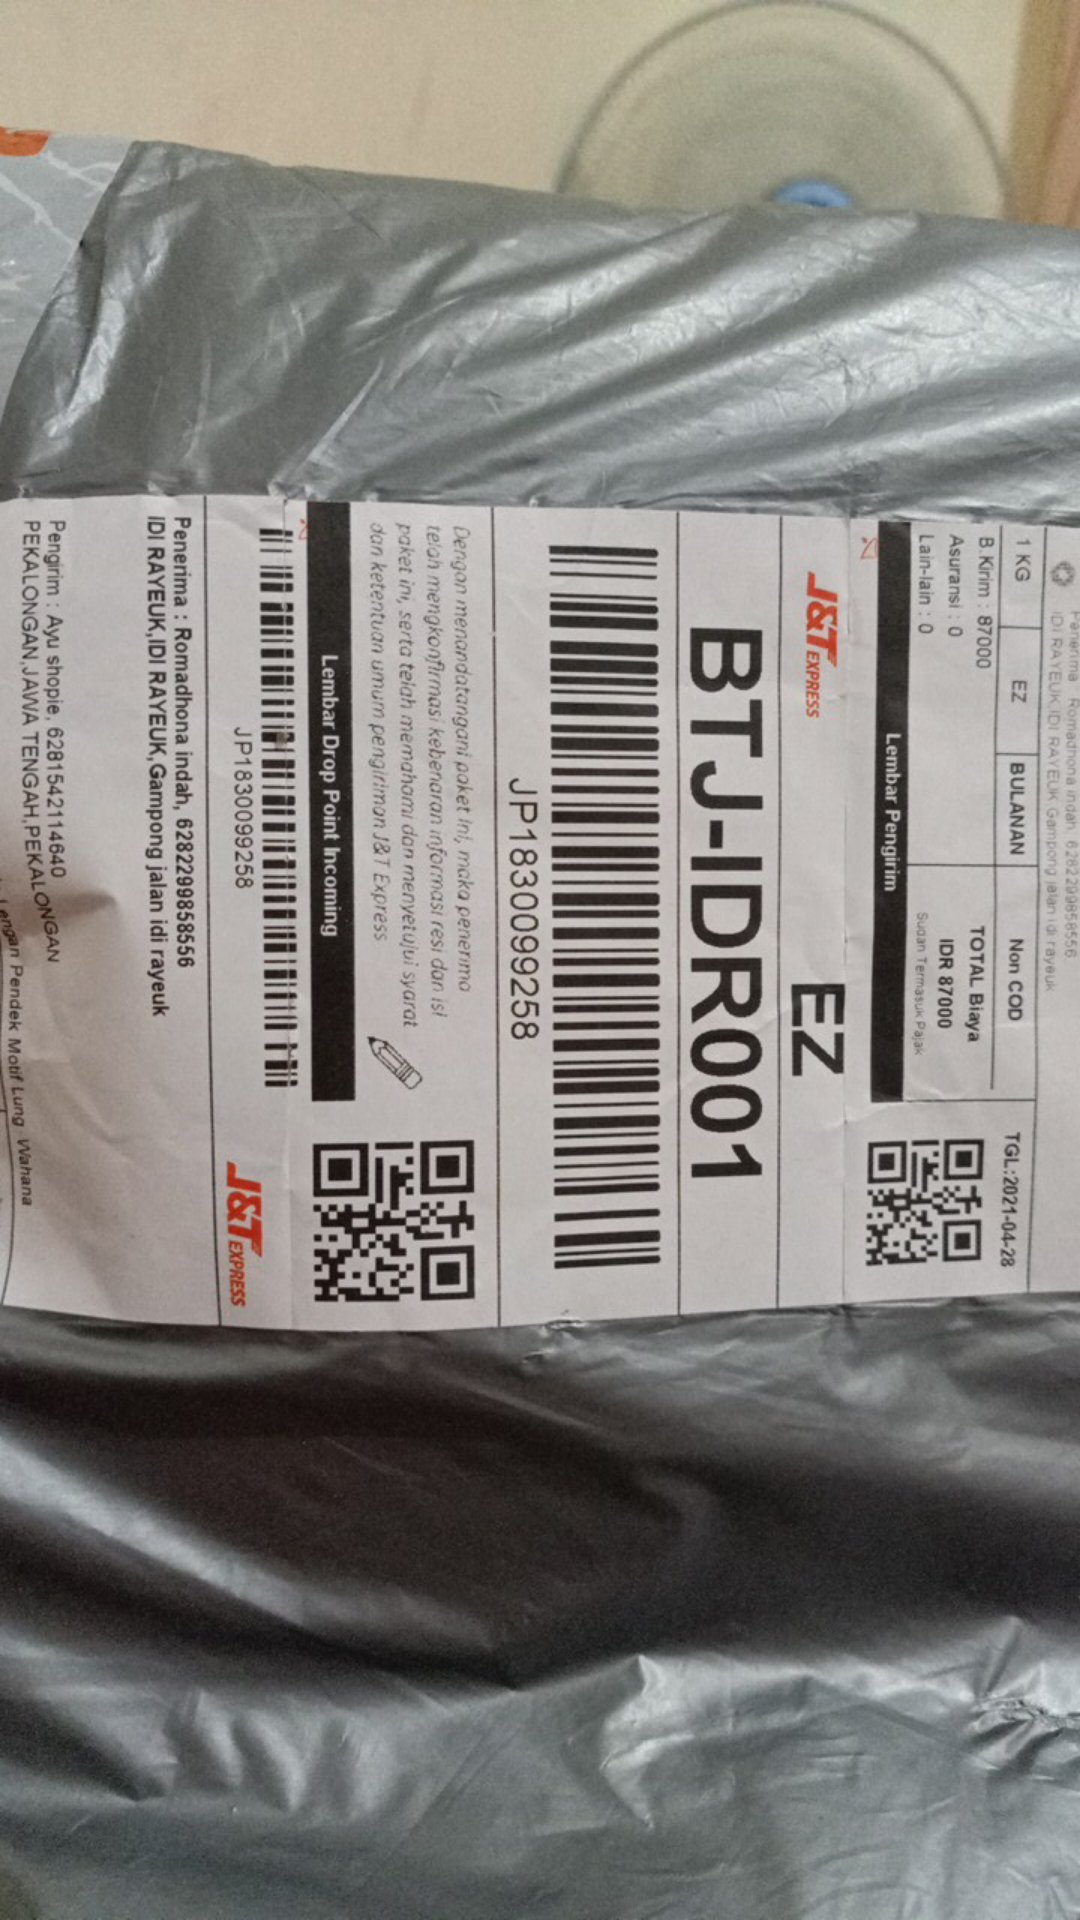 Penerima Romadhona indah, 6282299858556
IDI RAYEUK,IDI RAYEUK Gampong jalan idi rayeuk
1 KG EZ BULANAN Non COD TGL:2021-04-28
B.Kirim : 87000
Asuransi : 0
Lain-lain : 0
TOTAL Biaya
IDR 87000
Sudah Termasuk Pajak
Lembar Pengirim
J&T EXPRESS EZ
BTJ-IDR001
JP1830099258
Dengan menandatangani paket ini, maka penerima
telah mengkonfirmasi kebenaran informasi resi dan isi
paket ini, serta telah memahami dan menyetujui syarat
dan ketentuan umum pengiriman J&T Express
Lembar Drop Point Incoming
JP1830099258
J&T EXPRESS
Penerima : Romadhona indah, 6282299858556
IDI RAYEUK,IDI RAYEUK,Gampong jalan idi rayeuk
Pengirim : Ayu shopie, 6281542114640
PEKALONGAN,JAWA TENGAH,PEKALONGAN
Lengan Pendek Motif Lung Wahana